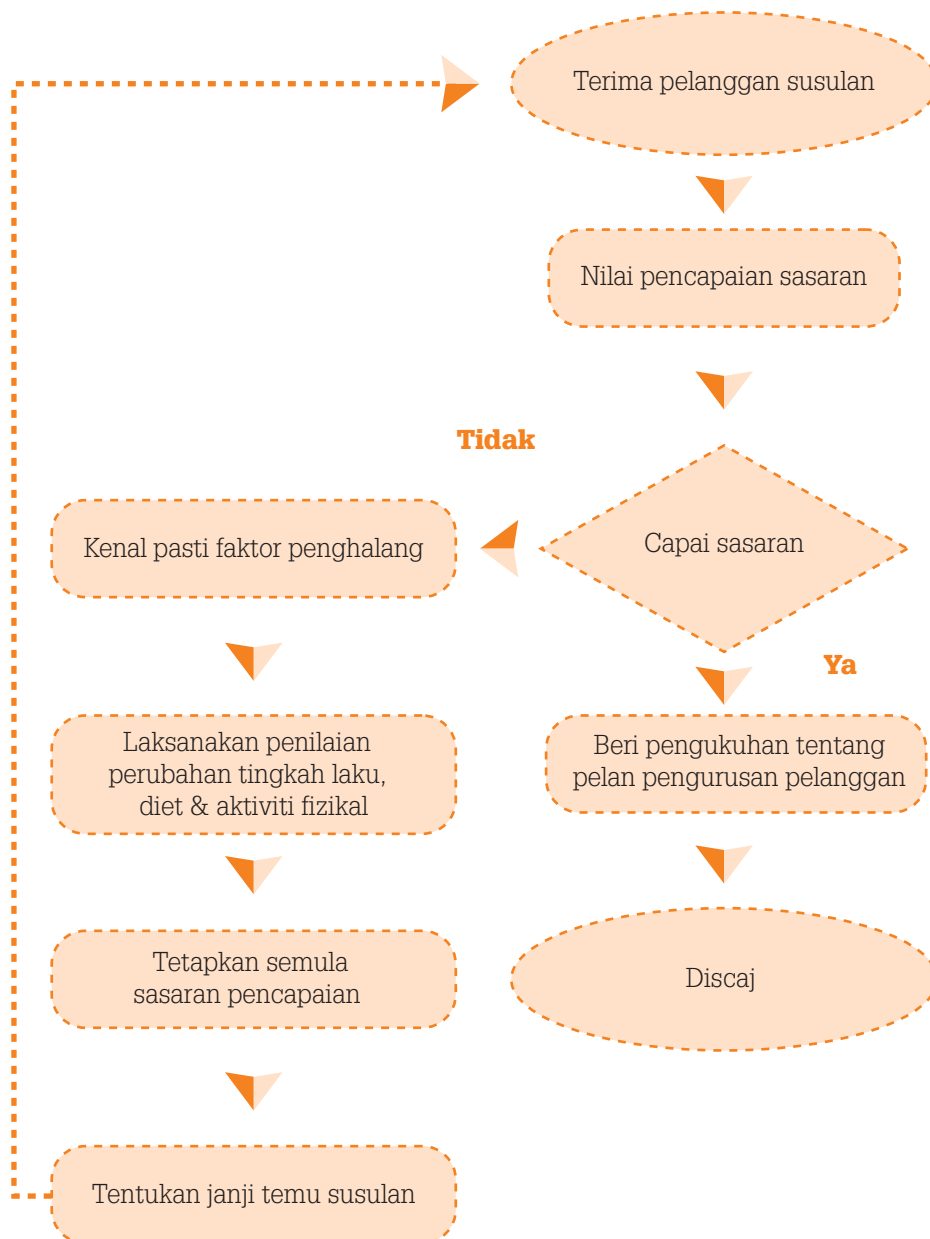 Terima pelanggan susulan
Nilai pencapaian sasaran
Capai sasaran
Tidak
Kenal pasti faktor penghalang
Laksanakan penilaian
perubahan tingkah laku,
diet & aktiviti fizikal
Tetapkan semula
sasaran pencapaian
Tentukan janji temu susulan
Ya
Beri pengukuhan tentang
pelan pengurusan pelanggan
Discaj